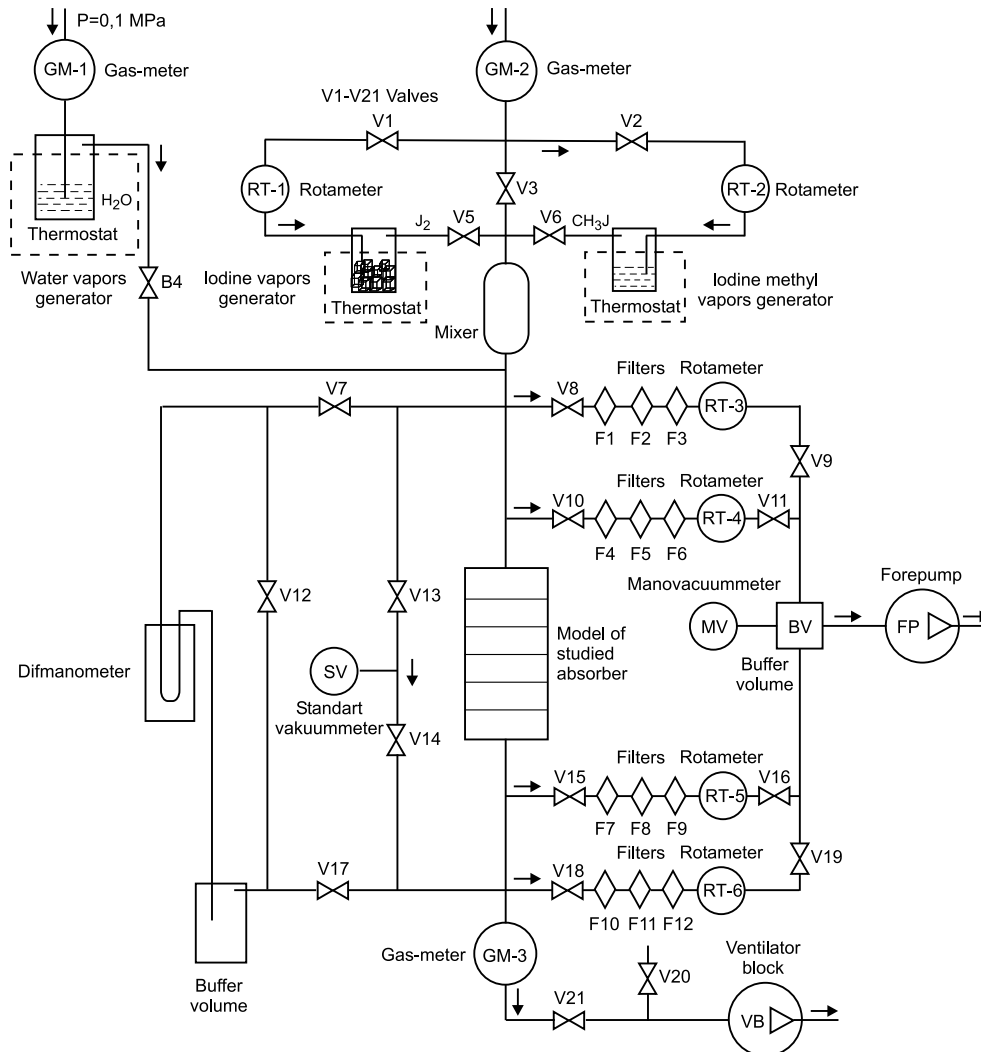 P=0,1 MPa
GM-1
Gas-meter
GM-2
Gas-meter
V1-V21 Valves
V1
V2
H2O
Thermostat
RT-1
Rotameter
V3
RT-2
Rotameter
J2
V5
V6
CH3J
Water vapors
generator
B4
Iodine vapors
generator
Thermostat
Thermostat
Iodine methyl
vapors generator
Mixer
V7
V8
Filters
Rotameter
RT-3
F1
F2
F3
V9
V10
Filters
Rotameter
RT-4
V11
F4
F5
F6
V12
V13
Manovacuummeter
Forepump
MV
BV
FP
Buffer
volume
Model of
studied
absorber
Difmanometer
SV
Standart
vakuummeter
V14
V15
Filters
Rotameter
RT-5
V16
F7
F8
F9
V17
V18
Filters
Rotameter
RT-6
V19
F10
F11
F12
Buffer
volume
Gas-meter
GM-3
V20
V21
Ventilator
block
VB